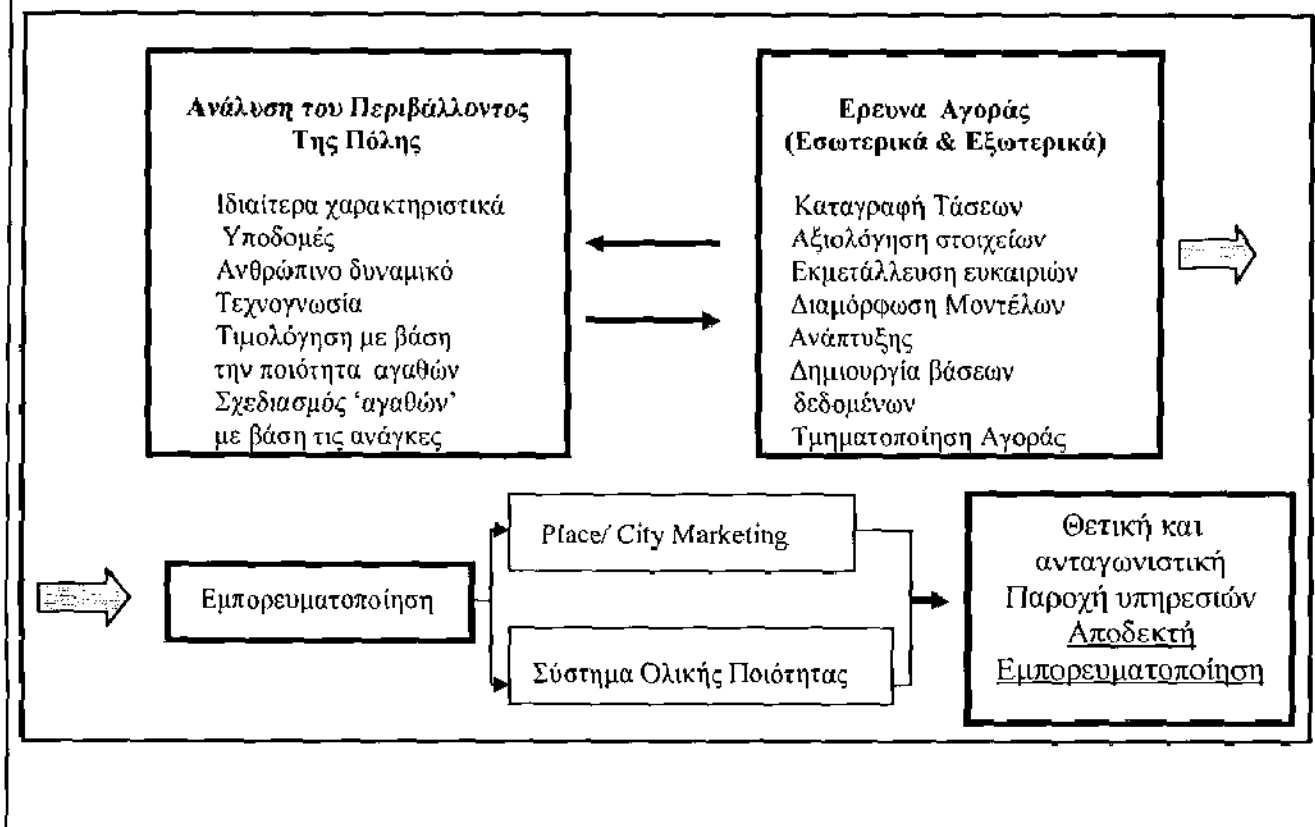 Ανάλυση του Περιβάλλοντος
Της Πόλης
Ιδιαίτερα χαρακτηριστικά
Υποδομές
Ανθρώπινο δυναμικό
Τεχνογνωσία
Τιμολόγηση με βάση
την ποιότητα αγαθών
Σχεδιασμός ‘αγαθών’
με βάση τις ανάγκες
Ερευνα Αγοράς
(Εσωτερικά & Εξωτερικά)
Καταγραφή Τάσεων
Αξιολόγηση στοιχείων
Εκμετάλλευση ευκαιριών
Διαμόρφωση Μοντέλων
Ανάπτυξης
Δημιουργία βάσεων
δεδομένων
Τμηματοποίηση Αγοράς
Εμπορευματοποίηση
Place/ City Marketing
Σύστημα Ολικής Ποιότητας
Θετική και
ανταγωνιστική
Παροχή υπηρεσιών
Αποδεκτή
Εμπορευματοποίηση